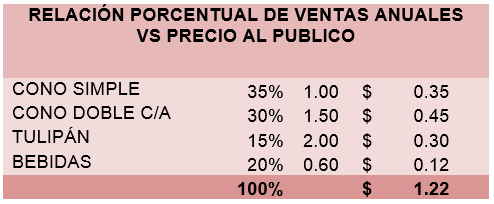 RELACIÓN PORCENTUAL DE VENTAS ANUALES
VS PRECIO AL PUBLICO
CONO SIMPLE 35% 1.00 $ 0.35
CONO DOBLE C/A 30% 1.50 $ 0.45
TULIPÁN 15% 2.00 $ 0.30
BEBIDAS 20% 0.60 $ 0.12
100% $ 1.22